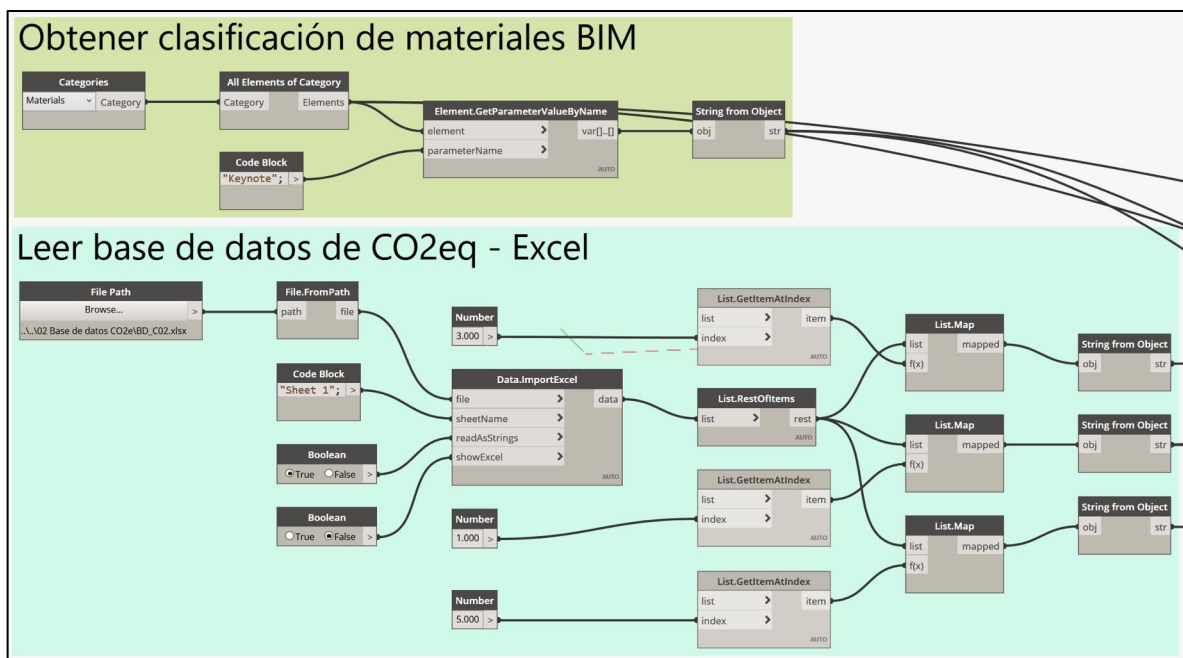 Obtener clasificación de materiales BIM
Categories
Materials
Category
All Elements of Category
Category
Elements
Element.GetParameterValueByName
element
>
var[]..[]
parameterName
>
AUTO
String from Object
obj
str
Code Block
"Keynote";
>
Leer base de datos de CO2eq - Excel
File Path
Browse...
>
..\..\02 Base de datos CO2e\BD_C02.xlsx
File.FromPath
path
file
Code Block
"Sheet 1";
>
Boolean
True
False
>
Boolean
True
False
>
Number
3.000
>
Data.ImportExcel
file
>
data
sheetName
>
readAsStrings
>
showExcel
>
AUTO
Number
1.000
>
Number
5.000
>
List.GetItemAtIndex
list
>
item
index
>
AUTO
List.RestOfItems
list
>
rest
AUTO
List.GetItemAtIndex
list
>
item
index
>
AUTO
List.GetItemAtIndex
list
>
item
index
>
AUTO
List.Map
list
mapped
f(x)
List.Map
list
mapped
f(x)
List.Map
list
mapped
f(x)
String from Object
obj
str
String from Object
obj
str
String from Object
obj
str